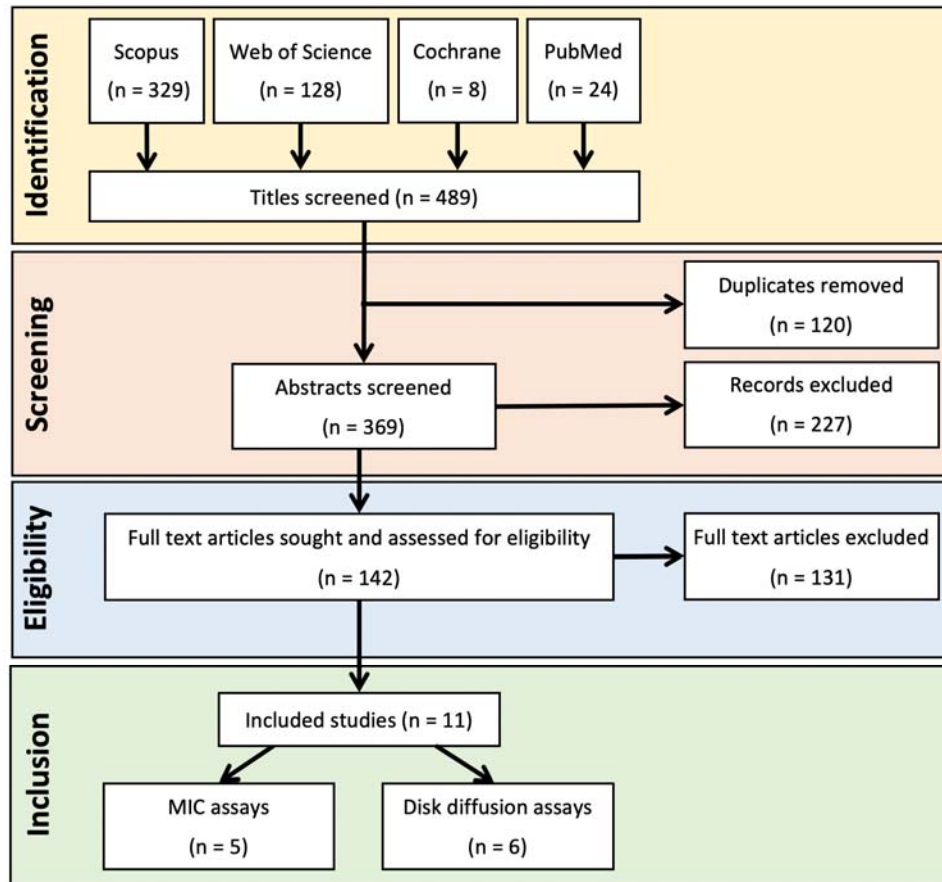 Identification
Scopus
(n = 329)
Web of Science
(n = 128)
Cochrane
(n = 8)
PubMed
(n = 24)
Titles screened (n = 489)
Screening
Duplicates removed
(n = 120)
Abstracts screened
(n = 369)
Records excluded
(n = 227)
Eligibility
Full text articles sought and assessed for eligibility
(n = 142)
Full text articles excluded
(n = 131)
Inclusion
Included studies (n = 11)
MIC assays
(n = 5)
Disk diffusion assays
(n = 6)